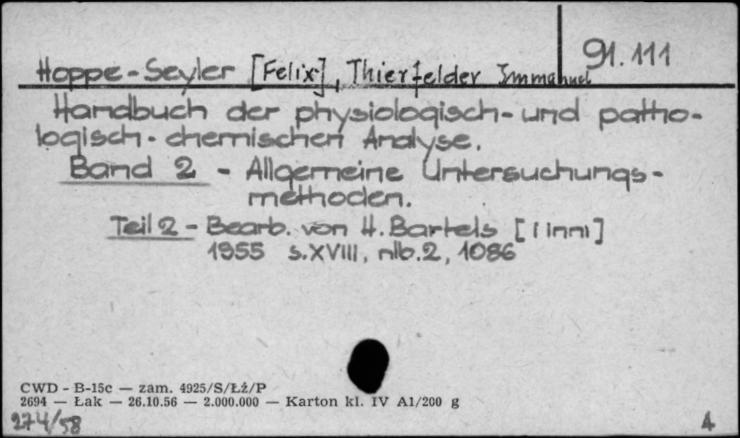 91.111
Hoppe-Seyler [Felix], Thierfelder Immanuel
Handbuch der physiologisch- und patho-
logisch-chemischen Analyse.
Band 2 - Allgemeine Untersuchungs-
methoden.
Teil 2 - Bearb. von H. Bartels [i inni]
1955 s.XVIII, nlb.2, 1086
CWD - B-15c — zam. 4925/S/Łź/P
2694 — Łak — 26.10.56 — 2.000.000 — Karton kl. IV A1/200 g
274/58
4